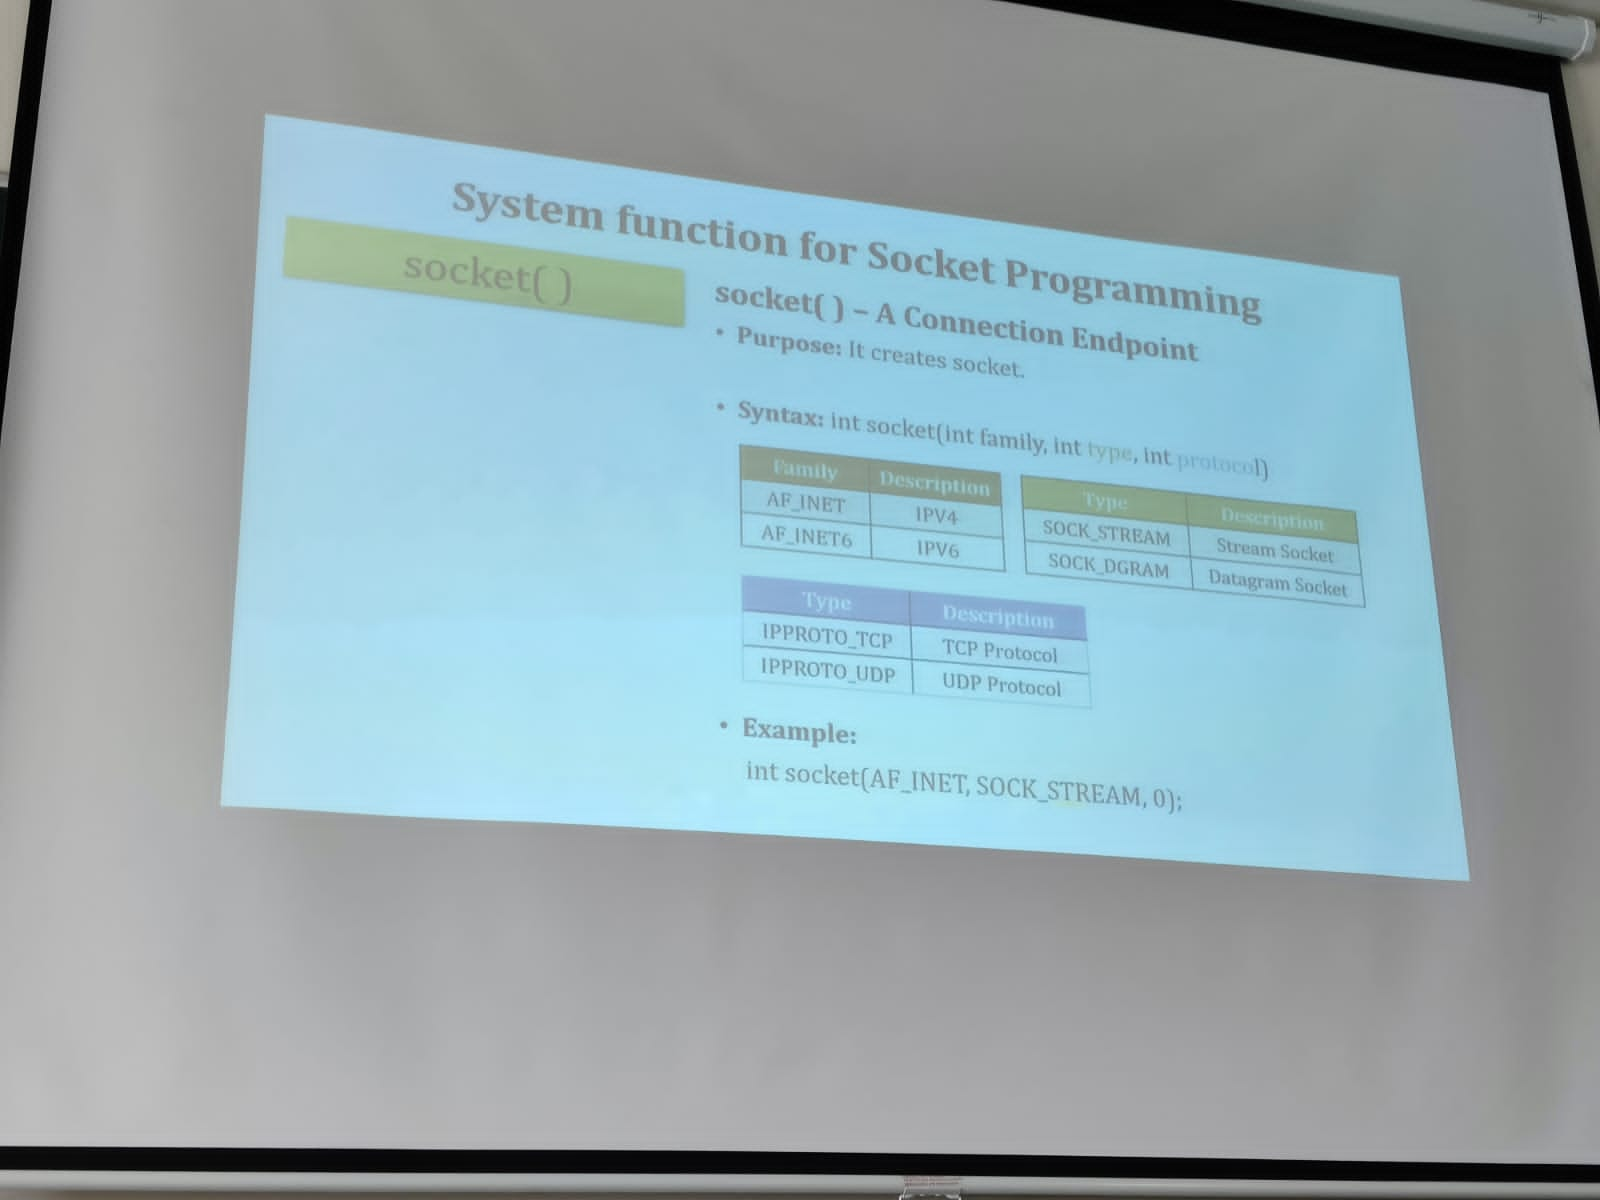 System function for Socket Programming
socket( )
socket( ) – A Connection Endpoint
• Purpose: It creates socket.
• Syntax: int socket(int family, int type, int protocol)
Family Description
AF_INET IPV4
AF_INET6 IPV6
Type Description
SOCK_STREAM Stream Socket
SOCK_DGRAM Datagram Socket
Type Description
IPPROTO_TCP TCP Protocol
IPPROTO_UDP UDP Protocol
• Example:
int socket(AF_INET, SOCK_STREAM, 0);